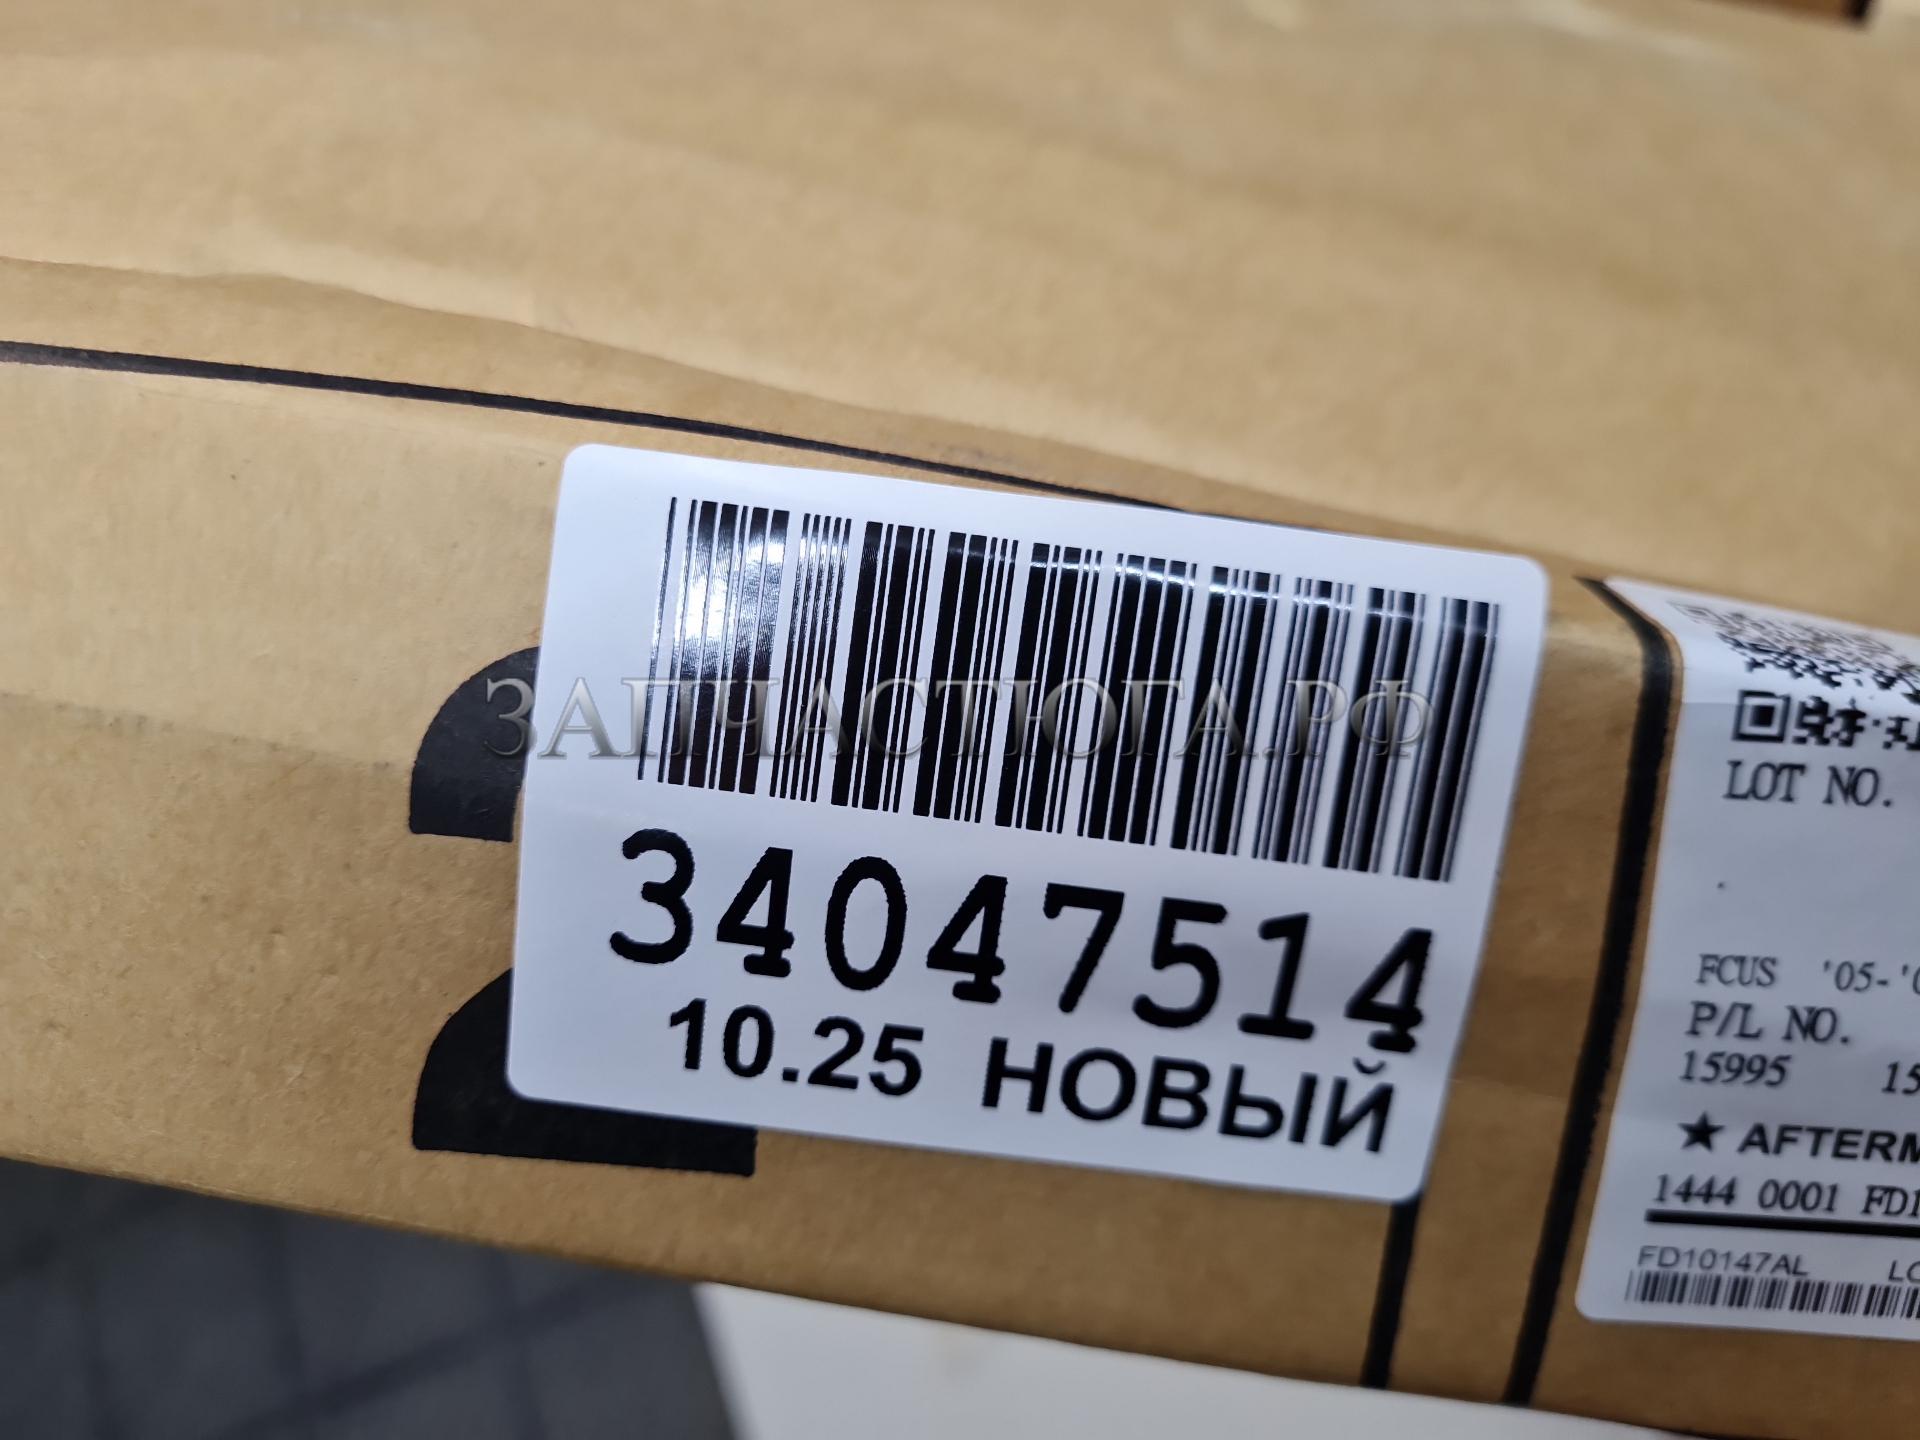 34047514
10.25 НОВЫЙ
ЗАПЧАСТЮГА.РФ
LOT NO.
FCUS '05-'0
P/L NO.
15995 15
★ AFTERM
1444 0001 FD1
FD10147AL LO